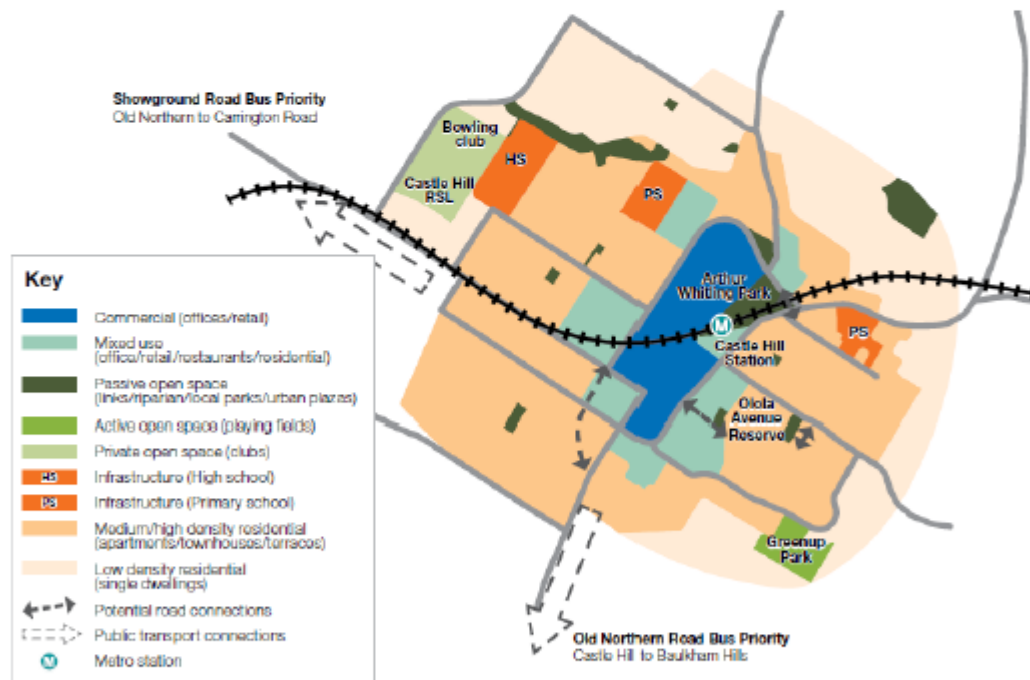 Showground Road Bus Priority
Old Northern to Carrington Road
Bowling
club
HS
Castle Hill
RSL
PS
Arthur
Whitling Park
M
Castle Hill
Station
PS
Olola
Avenue
Reserve
Greenup
Park
Old Northern Road Bus Priority
Castle Hill to Baulkham Hills
Key
Commercial (offices/retail)
Mixed use
(office/retail/restaurants/residential)
Passive open space
(links/riparian/local parks/urban plazas)
Active open space (playing fields)
Private open space (clubs)
HS Infrastructure (High school)
PS Infrastructure (Primary school)
Medium/high density residential
(apartments/townhouses/terraces)
Low density residential
(single dwellings)
Potential road connections
Public transport connections
M Metro station